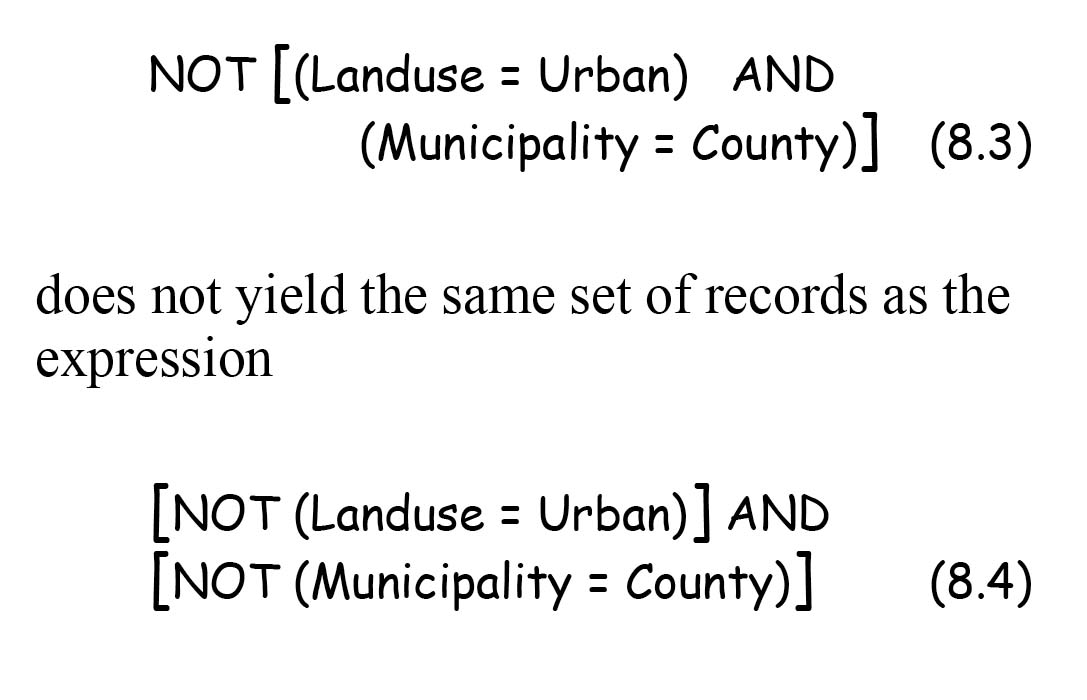 NOT [(Landuse = Urban) AND
(Municipality = County)] (8.3)
does not yield the same set of records as the
expression
[NOT (Landuse = Urban)] AND
[NOT (Municipality = County)] (8.4)